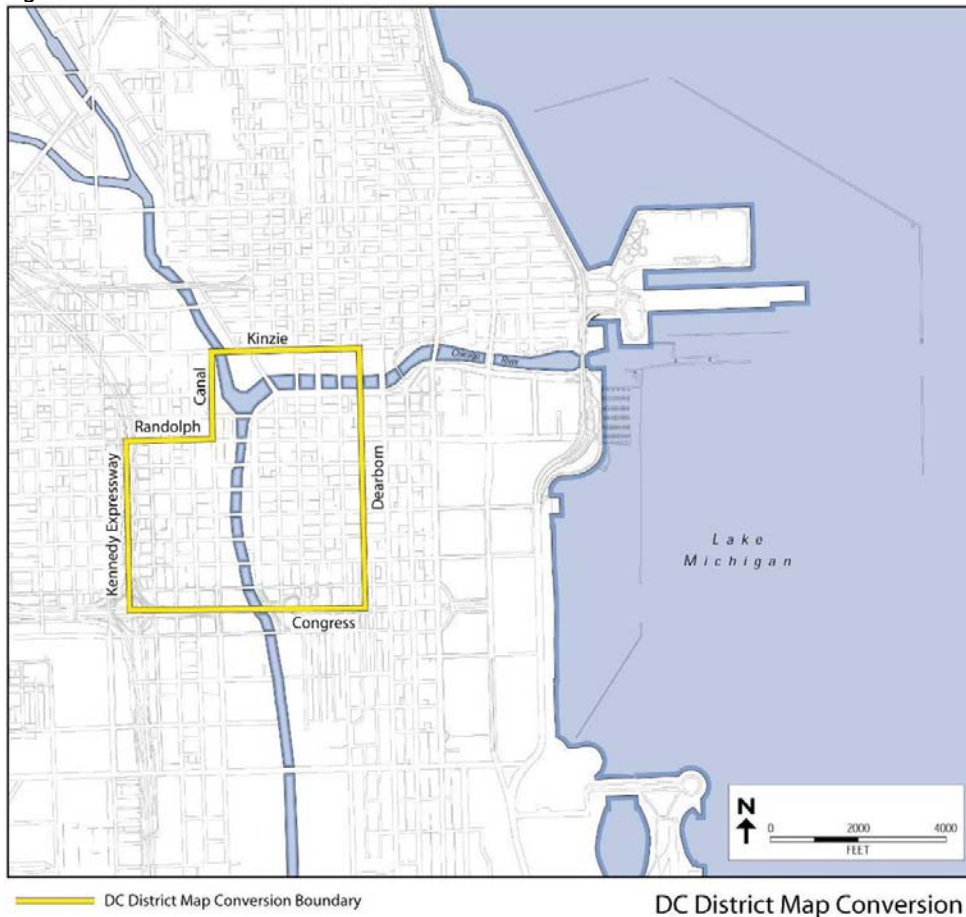 Kinzie
Chicago River
Canal
Randolph
Kennedy Expressway
Dearborn
Lake
Michigan
Congress
N
0 2000 4000
FEET
DC District Map Conversion Boundary
DC District Map Conversion